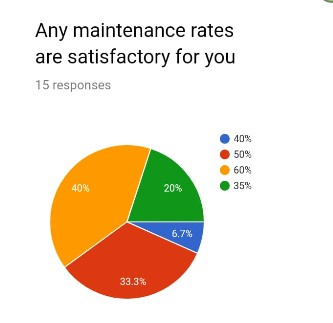 Any maintenance rates
are satisfactory for you
15 responses
40%
50%
60%
35%
40%
20%
6.7%
33.3%